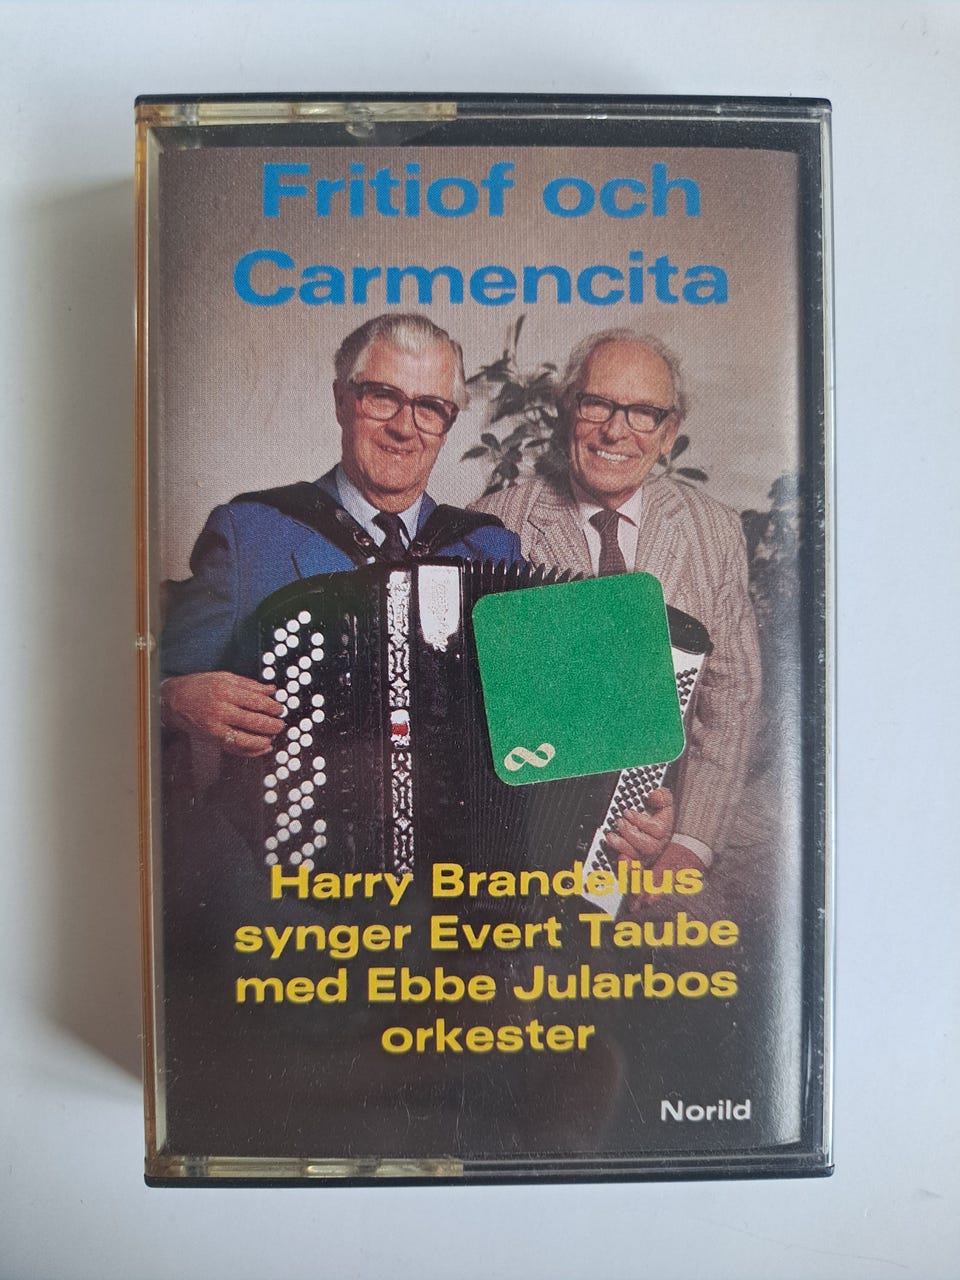 Fritiof och
Carmencita
Harry Brandelius
synger Evert Taube
med Ebbe Jularbos
orkester
Norild